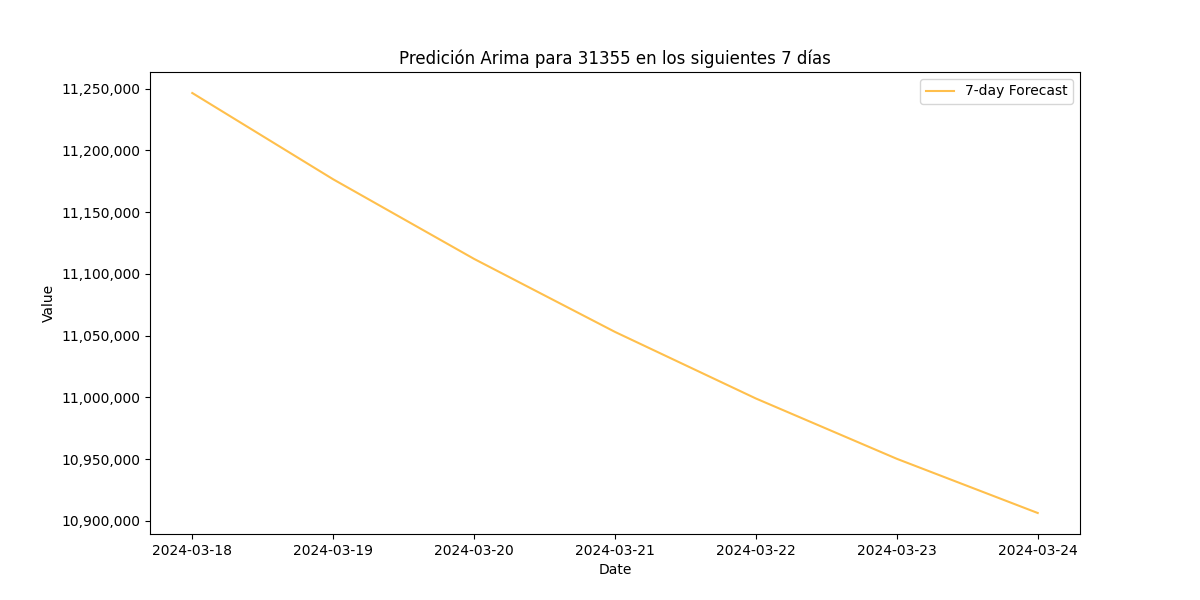 Predición Arima para 31355 en los siguientes 7 días
7-day Forecast
11,250,000
11,200,000
11,150,000
11,100,000
11,050,000
11,000,000
10,950,000
10,900,000
Value
2024-03-18 2024-03-19 2024-03-20 2024-03-21 2024-03-22 2024-03-23 2024-03-24
Date